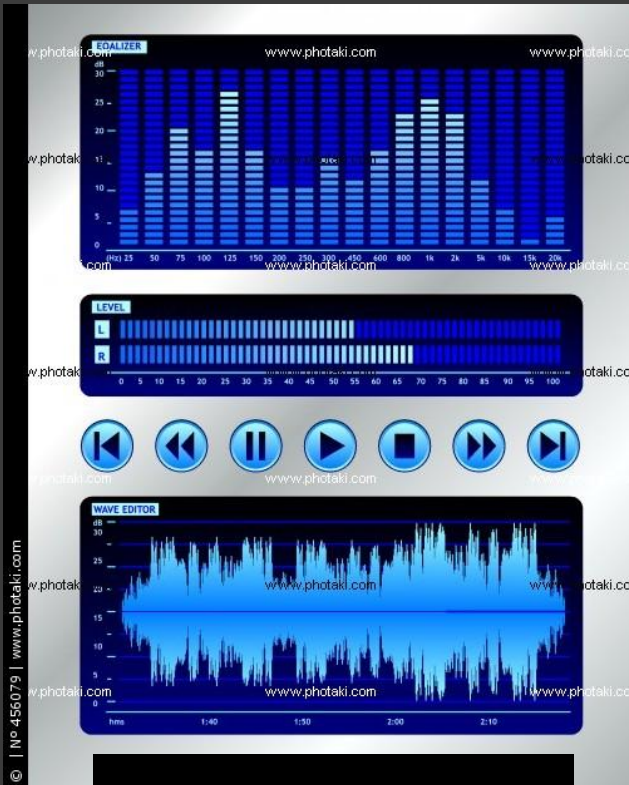 EQALIZER
dB
30
25
20
15
10
5
0
(Hz) 25 50 75 100 125 150 200 250 300 450 600 800 1k 2k 5k 10k 15k 20k
LEVEL
L
R
0 5 10 15 20 25 30 35 40 45 50 55 60 65 70 75 80 85 90 95 100
WAVE EDITOR
dB
30
25
20
15
10
5
0
hms 1:40 1:50 2:00 2:10
© | Nº 456079 | www.photaki.com
www.photaki.com